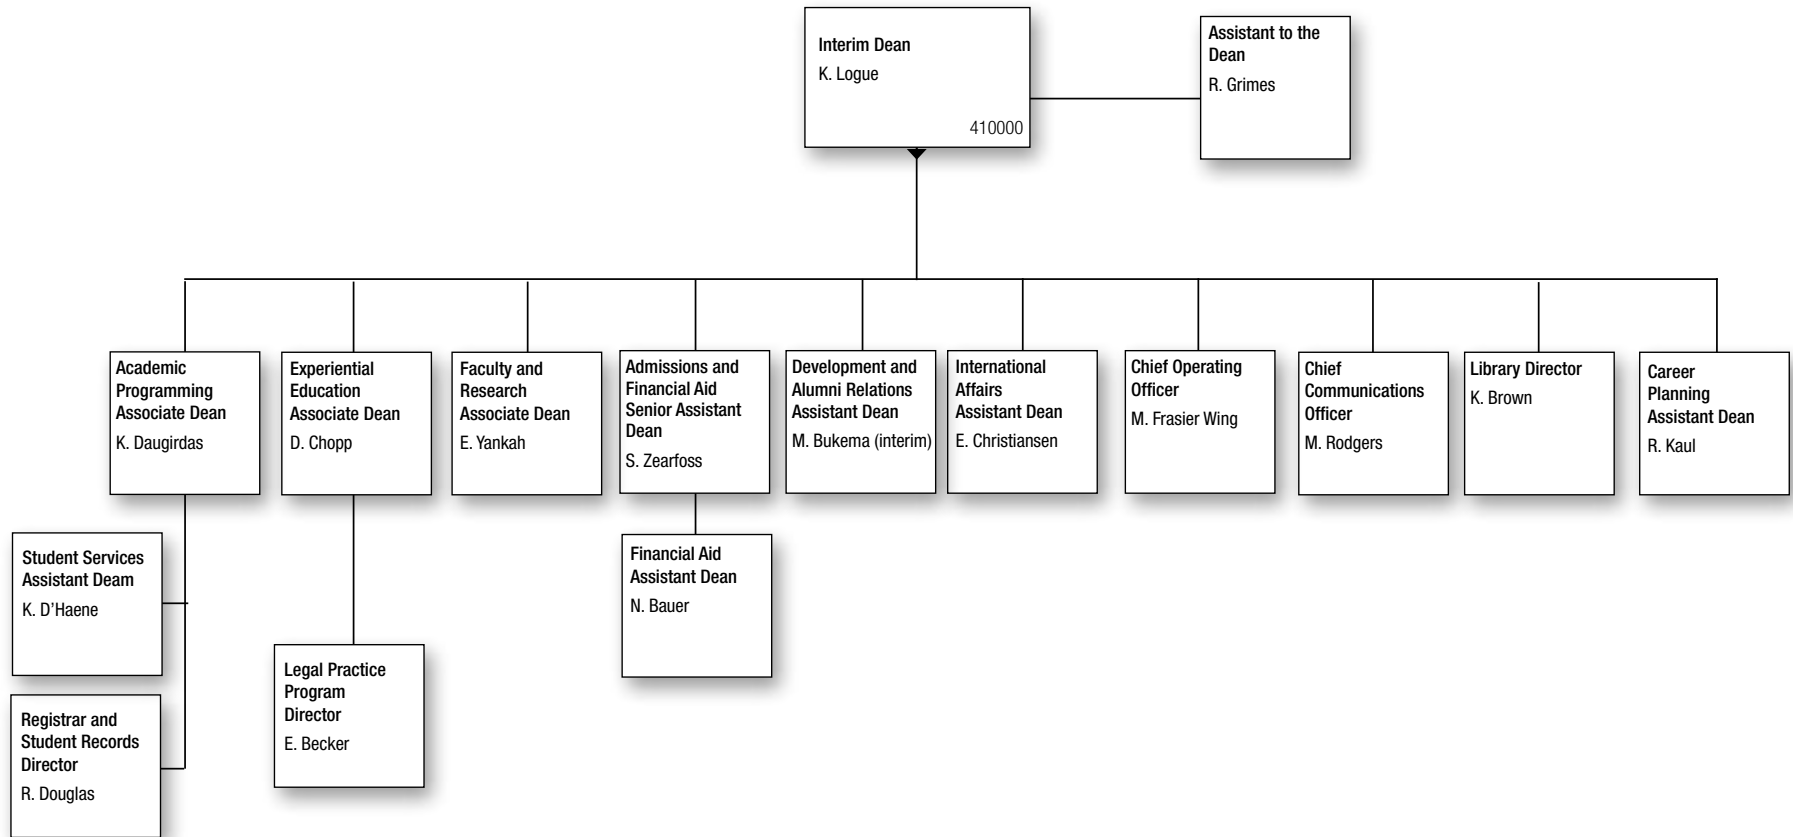 Interim Dean
K. Logue
410000
Assistant to the
Dean
R. Grimes
Academic
Programming
Associate Dean
K. Daugirdas
Experiential
Education
Associate Dean
D. Chopp
Faculty and
Research
Associate Dean
E. Yankah
Admissions and
Financial Aid
Senior Assistant
Dean
S. Zearfoss
Development and
Alumni Relations
Assistant Dean
M. Bukema (interim)
International
Affairs
Assistant Dean
E. Christiansen
Chief Operating
Officer
M. Frasier Wing
Chief
Communications
Officer
M. Rodgers
Library Director
K. Brown
Career
Planning
Assistant Dean
R. Kaul
Student Services
Assistant Deam
K. D’Haene
Registrar and
Student Records
Director
R. Douglas
Legal Practice
Program
Director
E. Becker
Financial Aid
Assistant Dean
N. Bauer